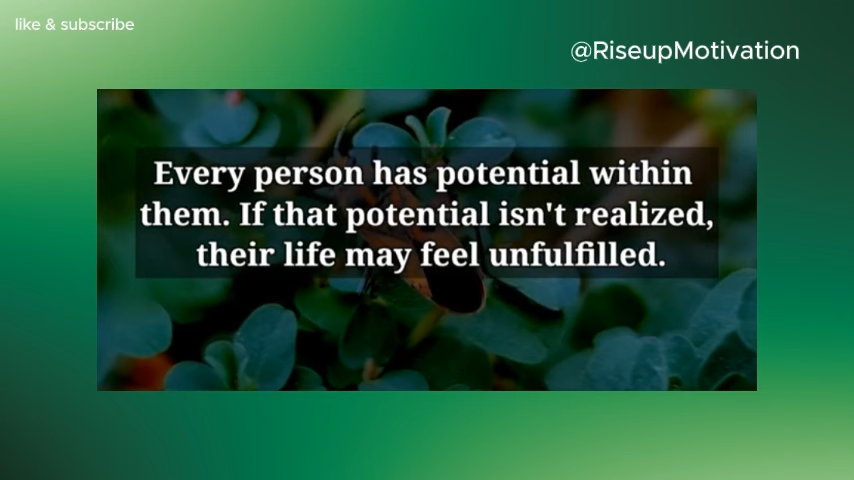 like & subscribe
@RiseupMotivation
Every person has potential within
them. If that potential isn't realized,
their life may feel unfulfilled.